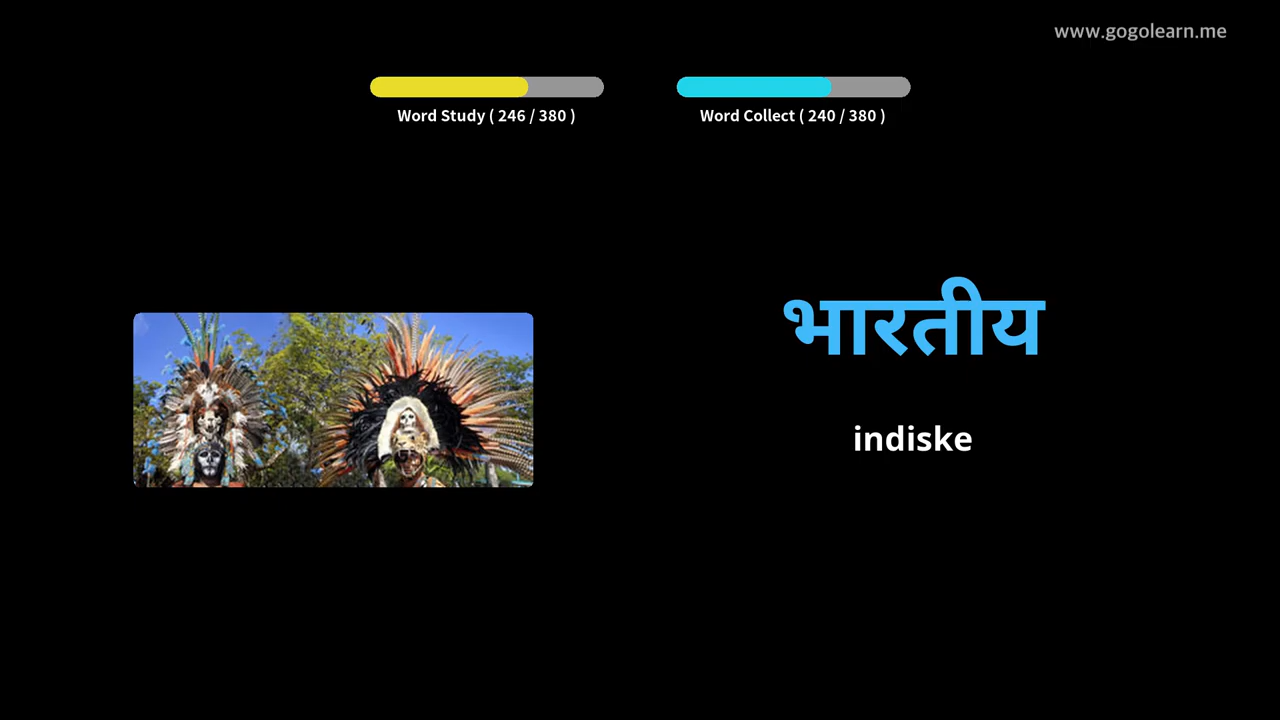 www.gogolearn.me
Word Study ( 246 / 380 )
Word Collect ( 240 / 380 )
भारतीय
indiske